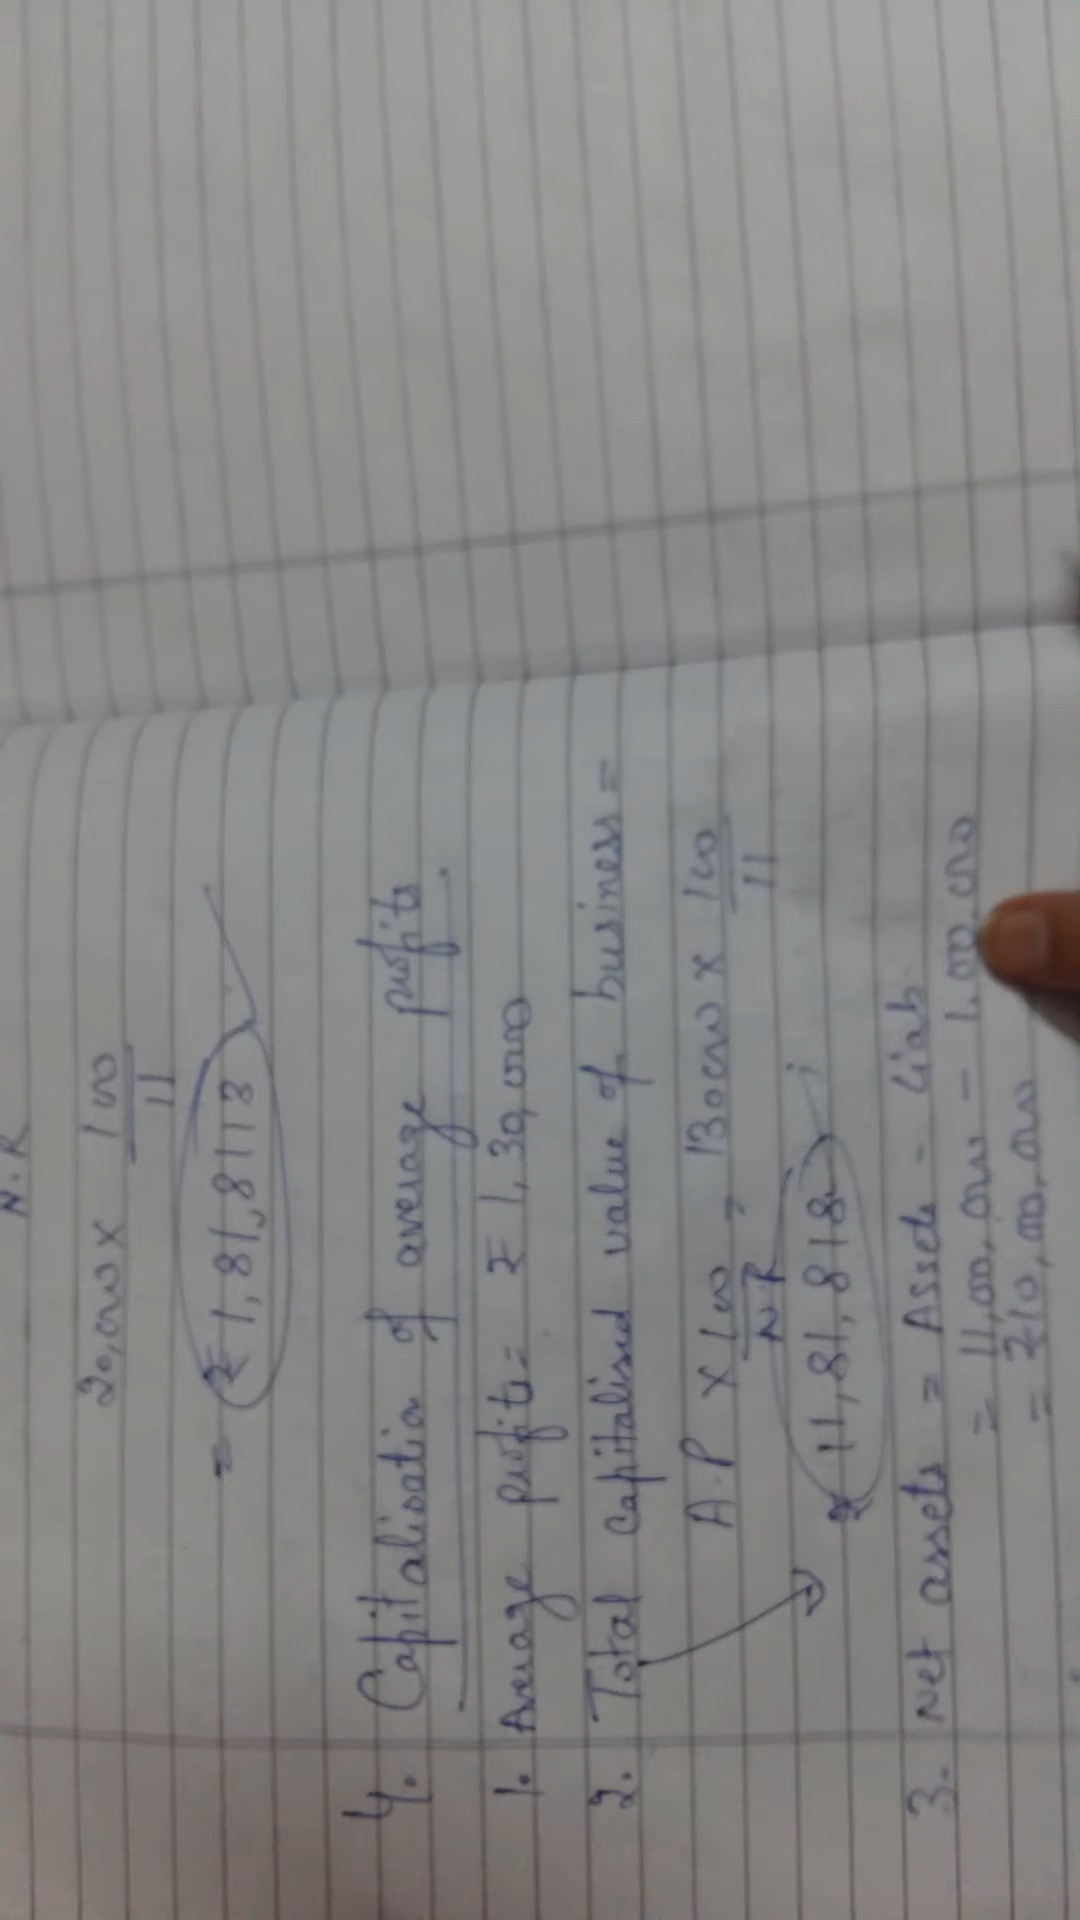 N.R
20,000 x 100
11
= ₹ 1,81,8118
4. Capitalisation of average profits.
1. Average profits = ₹ 1,30,000
2. Total capitalised value of business =
A.P x 100 = 130000 x 100
N.R 11
₹ 11,81,818
3. Net assets = Assets - Liab.
= 11,00,000 - 1,00,000
= ₹10,00,000